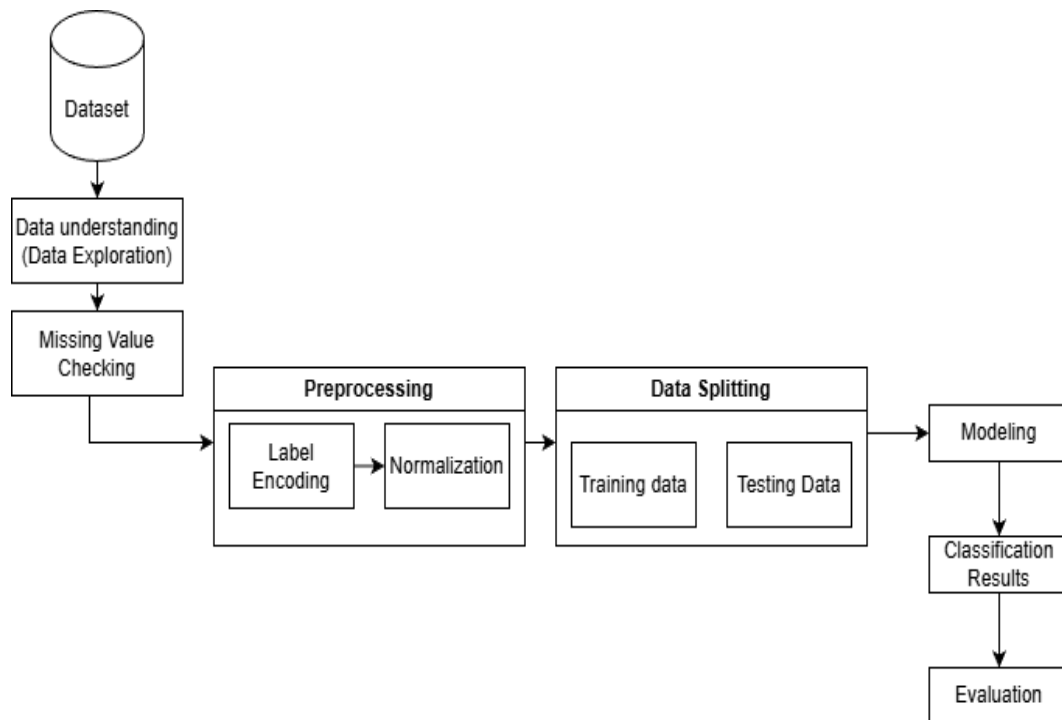 Dataset
Data understanding
(Data Exploration)
Missing Value
Checking
Preprocessing
Label
Encoding
Normalization
Data Splitting
Training data
Testing Data
Modeling
Classification
Results
Evaluation